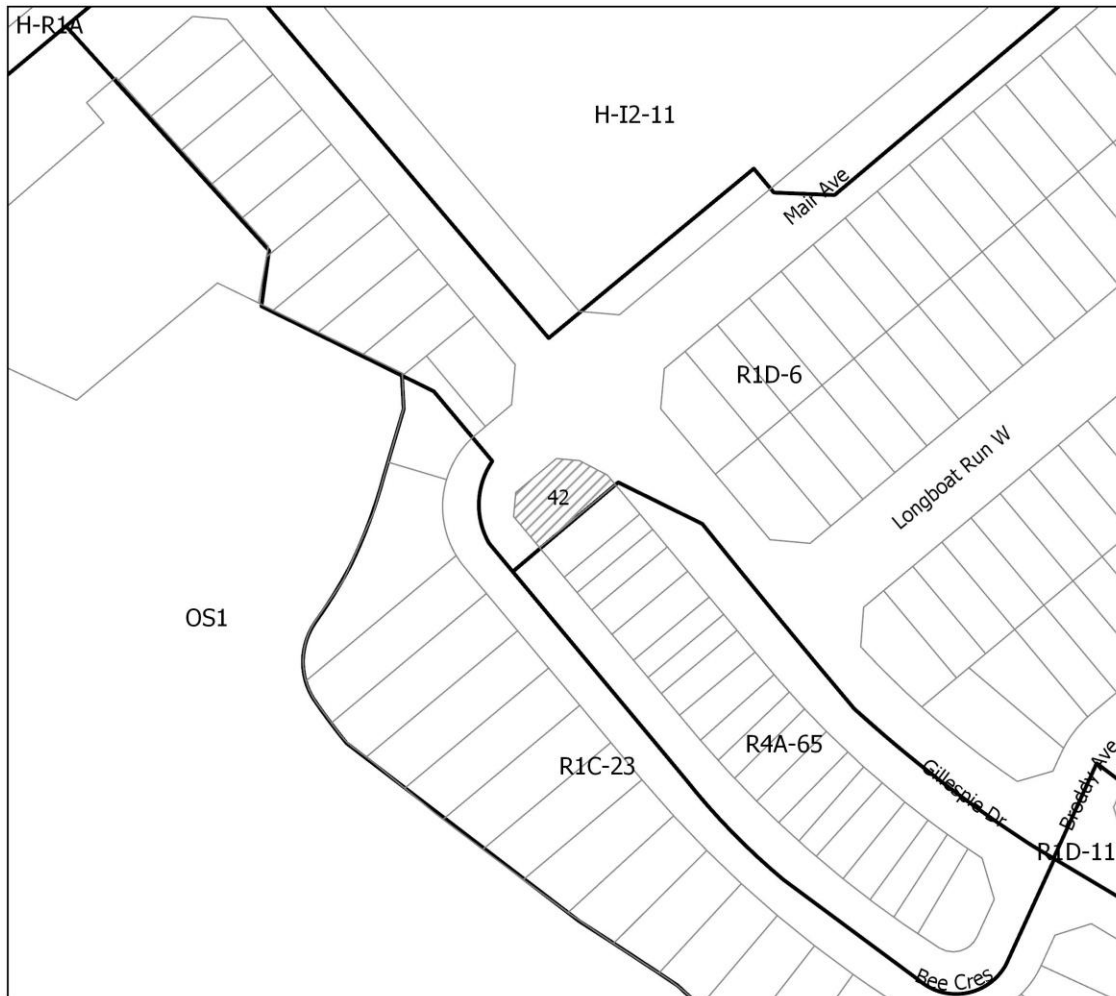 H-R1A
H-I2-11
Mair Ave
R1D-6
Longboat Run W
42
OS1
R4A-65
R1C-23
Gillespie Dr
Broddy Ave
R1D-11
Bee Cres